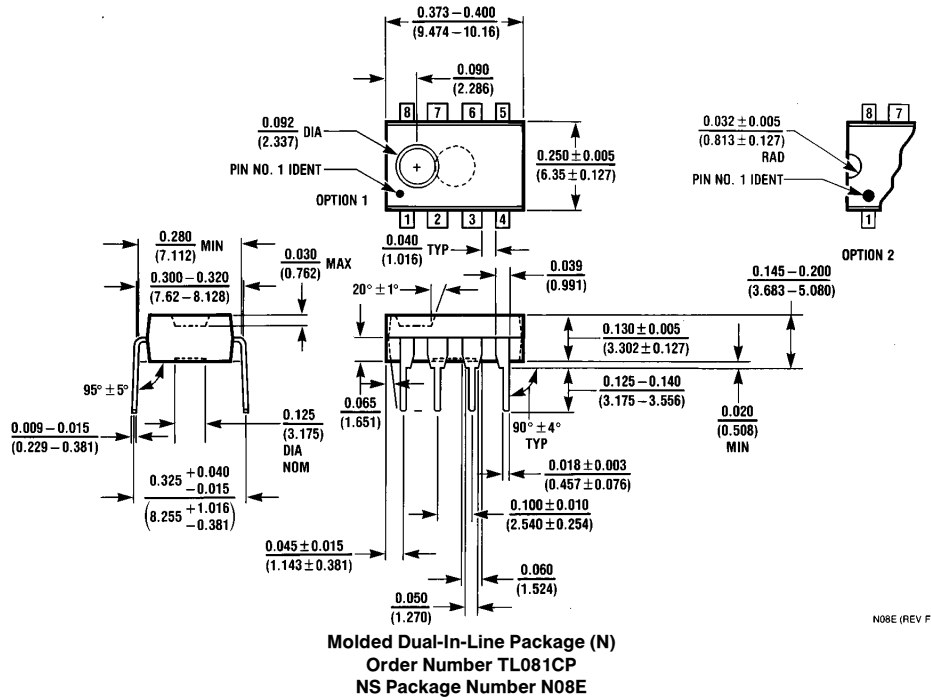 0.373–0.400
(9.474–10.16)
0.090
(2.286)
8 7 6 5
0.092 DIA
(2.337)
PIN NO. 1 IDENT
OPTION 1
+
0.250 ± 0.005
(6.35 ± 0.127)
1 2 3 4
0.032 ± 0.005
(0.813 ± 0.127)
RAD
PIN NO. 1 IDENT
8 7
1
OPTION 2
0.280 MIN
(7.112)
0.030 MAX
(0.762)
0.300–0.320
(7.62–8.128)
0.040 TYP
(1.016)
0.039
(0.991)
20° ±1°
0.145–0.200
(3.683–5.080)
0.130 ± 0.005
(3.302 ± 0.127)
0.125–0.140
(3.175–3.556)
0.020
(0.508)
MIN
95° ±5°
0.009–0.015
(0.229–0.381)
0.125
(3.175)
DIA
NOM
0.065
(1.651)
90° ±4°
TYP
0.325 +0.040
–0.015
(8.255 +1.016
–0.381)
0.018 ± 0.003
(0.457 ± 0.076)
0.100 ± 0.010
(2.540 ± 0.254)
0.045 ± 0.015
(1.143 ± 0.381)
0.060
(1.524)
0.050
(1.270)
N08E (REV F
Molded Dual-In-Line Package (N)
Order Number TL081CP
NS Package Number N08E